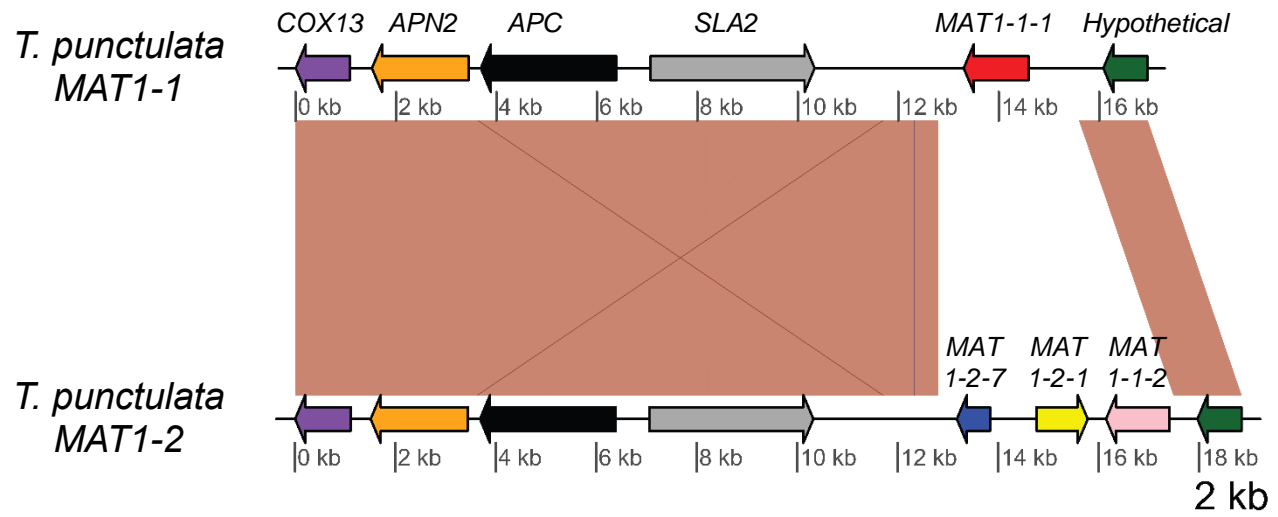 COX13 APN2 APC SLA2 MAT1-1-1 Hypothetical
T. punctulata
MAT1-1
0 kb 2 kb 4 kb 6 kb 8 kb 10 kb 12 kb 14 kb 16 kb
MAT MAT MAT
1-2-7 1-2-1 1-1-2
T. punctulata
MAT1-2
0 kb 2 kb 4 kb 6 kb 8 kb 10 kb 12 kb 14 kb 16 kb 18 kb
2 kb